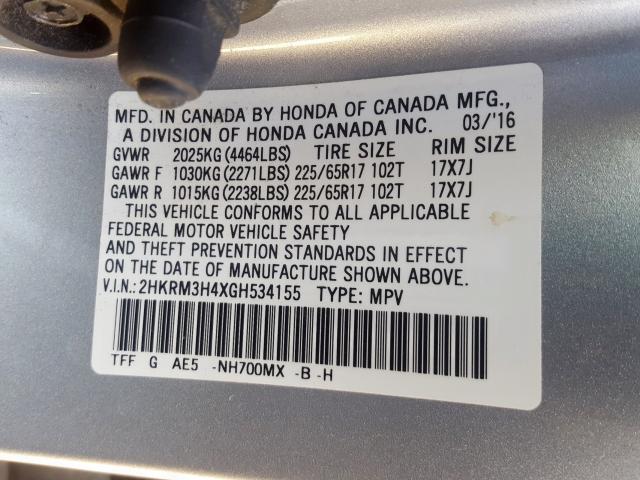 MFD. IN CANADA BY HONDA OF CANADA MFG.,
A DIVISION OF HONDA CANADA INC. 03/'16
GVWR 2025KG (4464LBS) TIRE SIZE RIM SIZE
GAWR F 1030KG (2271LBS) 225/65R17 102T 17X7J
GAWR R 1015KG (2238LBS) 225/65R17 102T 17X7J
THIS VEHICLE CONFORMS TO ALL APPLICABLE
FEDERAL MOTOR VEHICLE SAFETY
AND THEFT PREVENTION STANDARDS IN EFFECT
ON THE DATE OF MANUFACTURE SHOWN ABOVE.
V.I.N.: 2HKRM3H4XGH534155 TYPE: MPV
TFF G AE5 -NH700MX -B -H